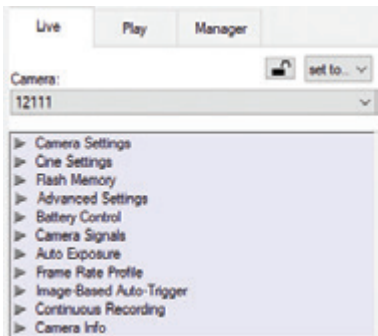 Live Play Manager
set to...
Camera:
12111
Camera Settings
Cine Settings
Flash Memory
Advanced Settings
Battery Control
Camera Signals
Auto Exposure
Frame Rate Profile
Image-Based Auto-Trigger
Continuous Recording
Camera Info